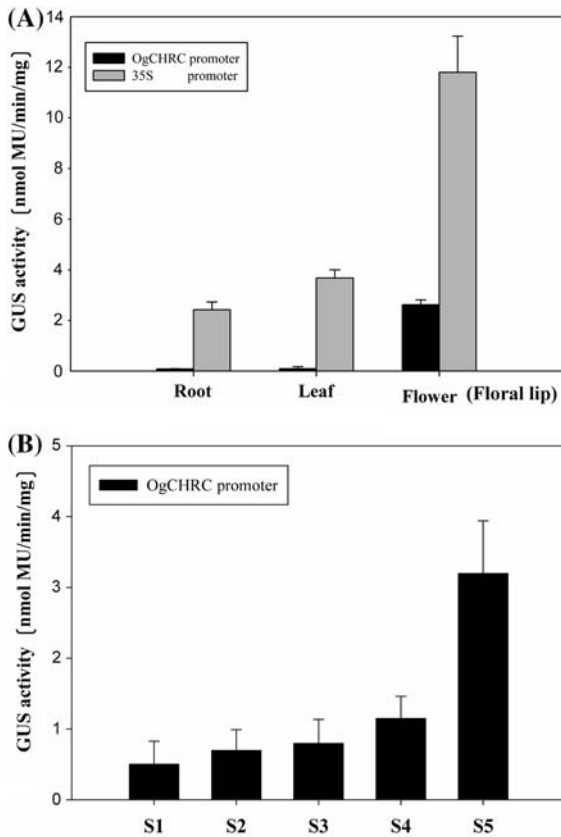 (A)
GUS activity [nmol MU/min/mg]
14
12
10
8
6
4
2
0
OgCHRC promoter
35S promoter
Root Leaf Flower (Floral lip)
(B)
GUS activity [nmol MU/min/mg]
5
4
3
2
1
0
OgCHRC promoter
S1 S2 S3 S4 S5